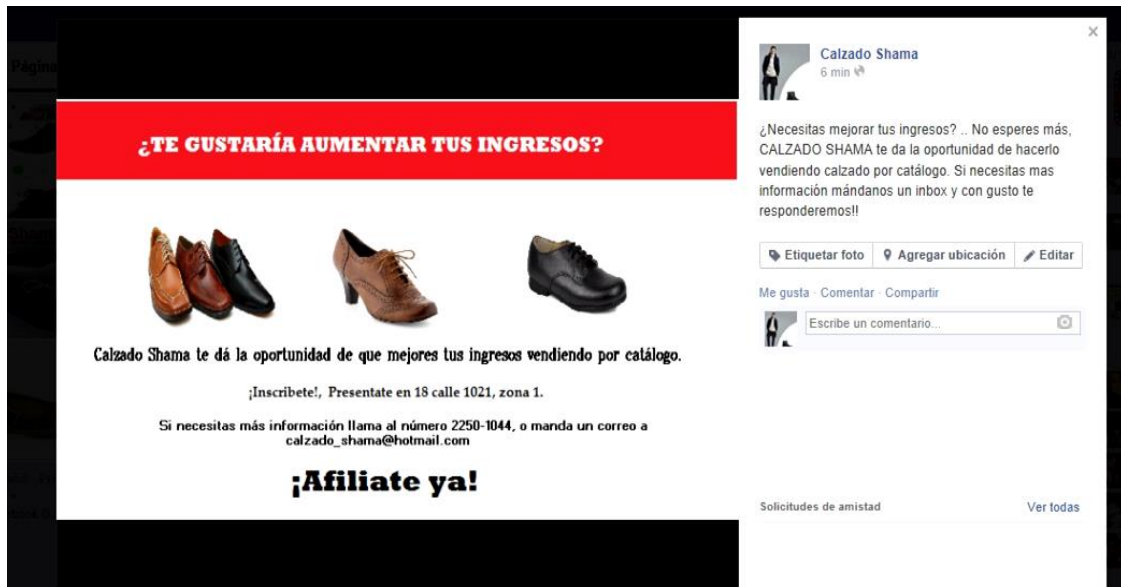 ¿TE GUSTARÍA AUMENTAR TUS INGRESOS?
Calzado Shama te dá la oportunidad de que mejores tus ingresos vendiendo por catálogo.
¡Inscribete!, Presentate en 18 calle 1021, zona 1.
Si necesitas más información llama al número 2250-1044, o manda un correo a
calzado_shama@hotmail.com
¡Afiliate ya!
Calzado Shama
6 min
¿Necesitas mejorar tus ingresos? .. No esperes más,
CALZADO SHAMA te da la oportunidad de hacerlo
vendiendo calzado por catálogo. Si necesitas mas
información mándanos un inbox y con gusto te
responderemos!!
Etiquetar foto Agregar ubicación Editar
Me gusta · Comentar · Compartir
Escribe un comentario...
Solicitudes de amistad Ver todas